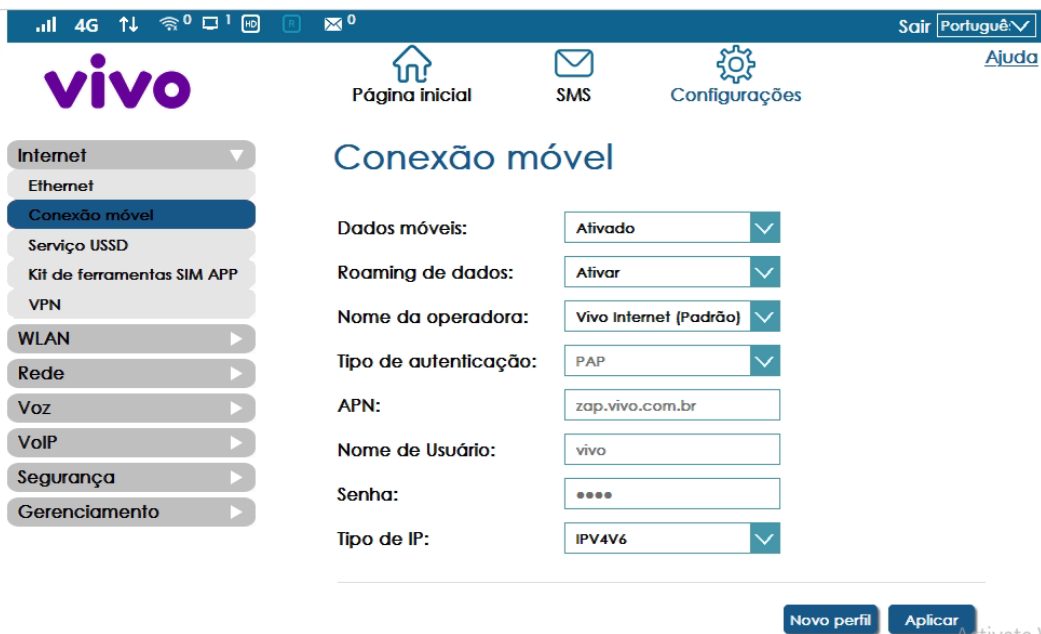 4G 0 1 HD R 0 Sair Português
vivo
Página inicial SMS Configurações Ajuda
Internet
Ethernet
Conexão móvel
Serviço USSD
Kit de ferramentas SIM APP
VPN
WLAN
Rede
Voz
VoIP
Segurança
Gerenciamento
Conexão móvel
Dados móveis: Ativado
Roaming de dados: Ativar
Nome da operadora: Vivo Internet (Padrão)
Tipo de autenticação: PAP
APN: zap.vivo.com.br
Nome de Usuário: vivo
Senha: ●●●●
Tipo de IP: IPV4V6
Novo perfil Aplicar